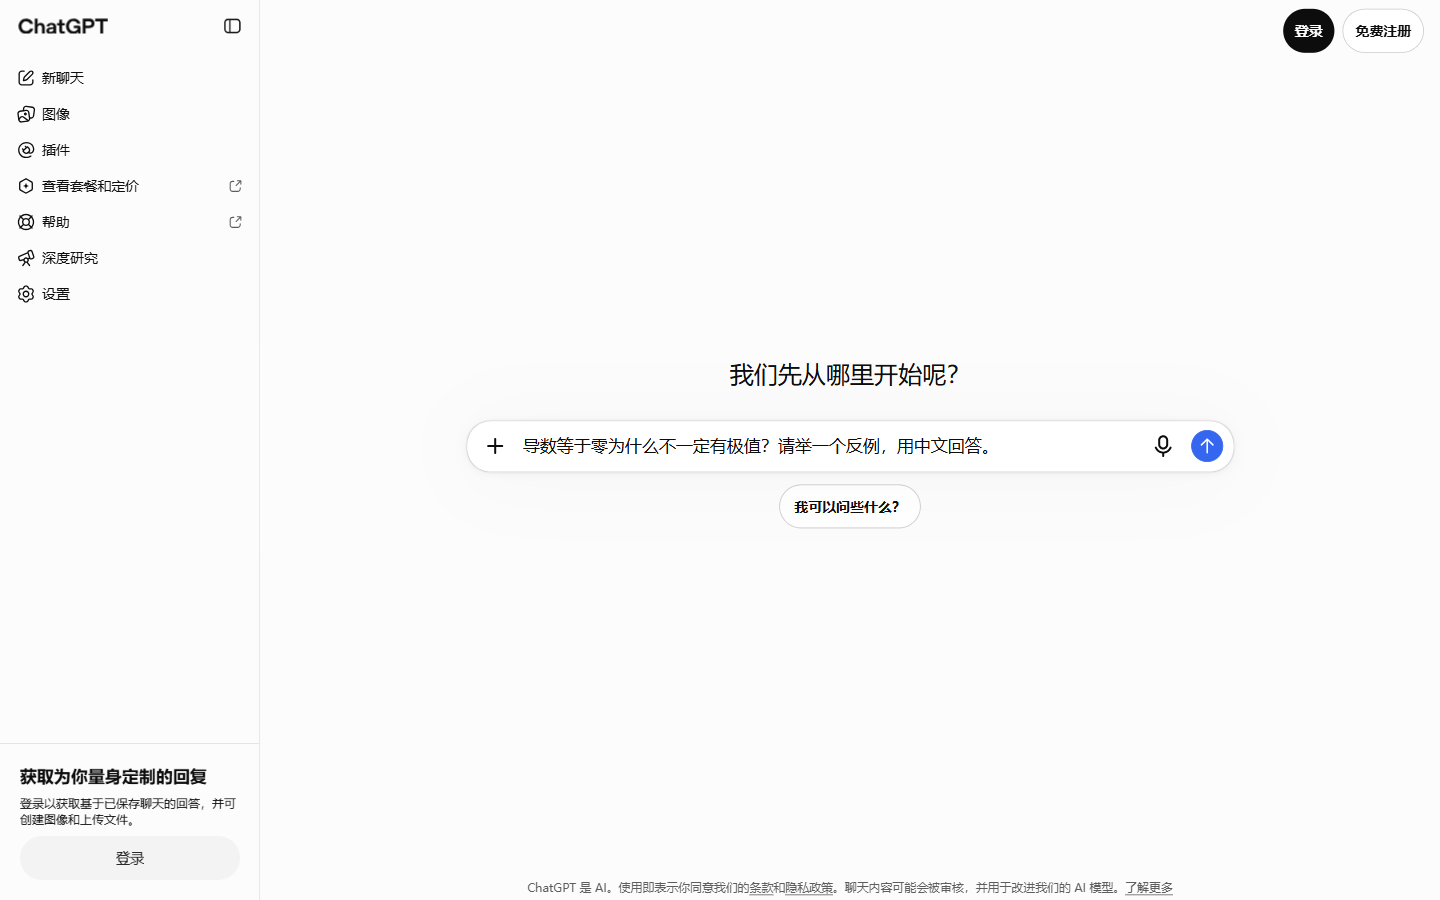 ChatGPT
新聊天
图像
插件
查看套餐和定价
帮助
深度研究
设置
获取为你量身定制的回复
登录以获取基于已保存聊天的回答，并可
创建图像和上传文件。
登录
登录
免费注册
我们先从哪里开始呢？
导数等于零为什么不一定有极值？请举一个反例，用中文回答。
我可以问些什么？
ChatGPT 是 AI。使用即表示你同意我们的条款和隐私政策。聊天内容可能会被审核，并用于改进我们的 AI 模型。了解更多